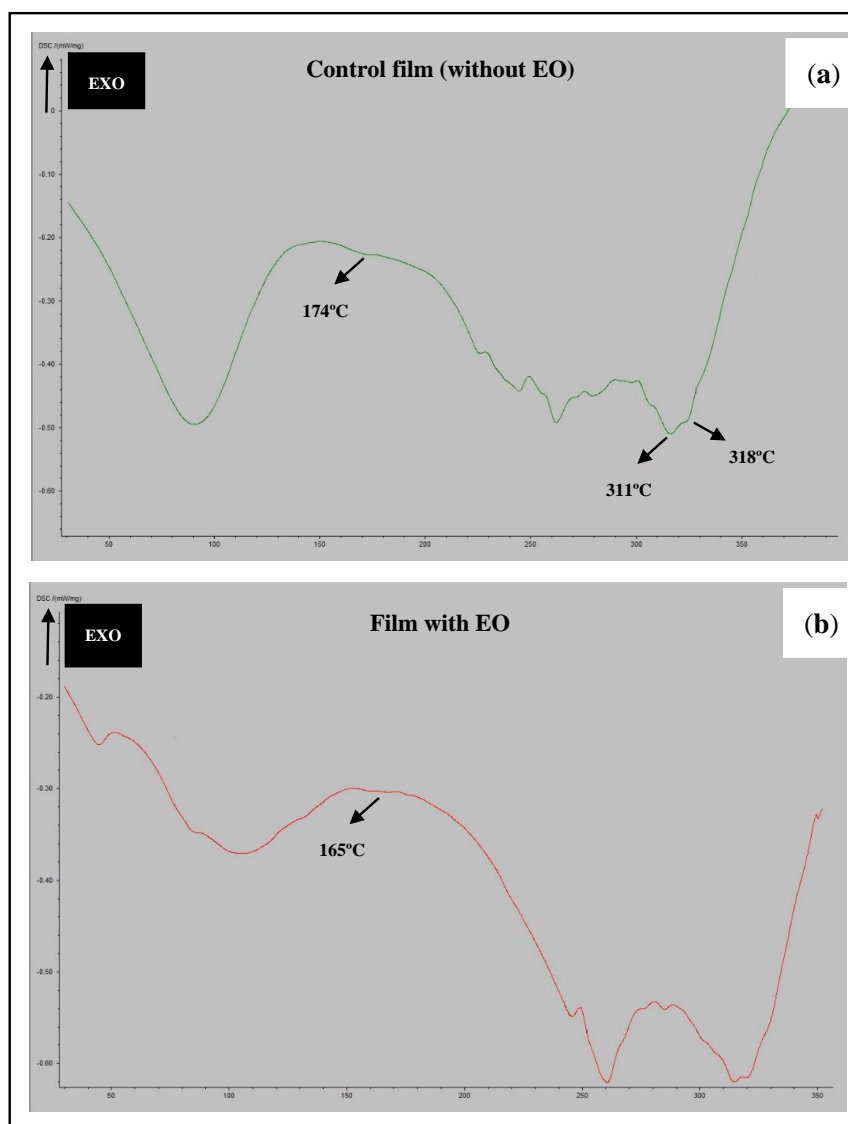 DSC /(mW/mg)
EXO
Control film (without EO)
(a)
0
-0.10
-0.20
-0.30
-0.40
-0.50
-0.60
174ºC
311ºC
318ºC
50
100
150
200
250
300
350
DSC /(mW/mg)
EXO
Film with EO
(b)
-0.20
-0.30
-0.40
-0.50
-0.60
165ºC
50
100
150
200
250
300
350